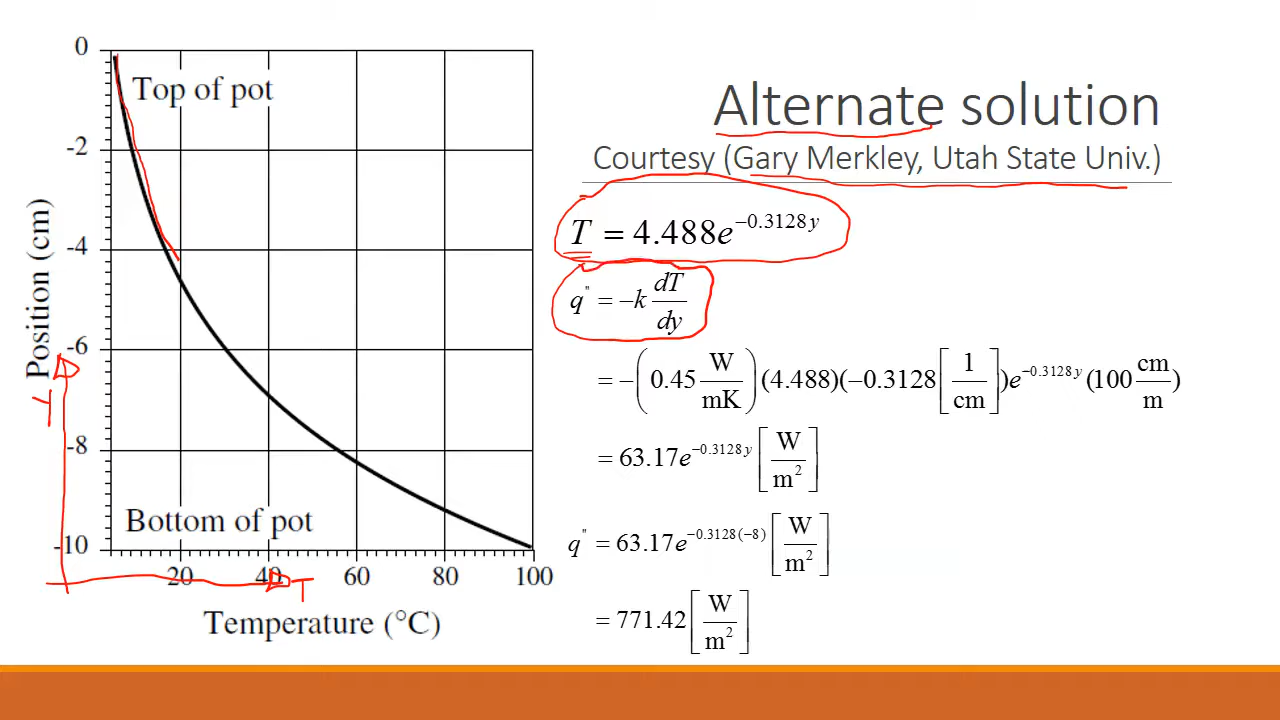 Alternate solution
Courtesy (Gary Merkley, Utah State Univ.)
0
-2
-4
-6
-8
-10
Position (cm)
Y
Top of pot
Bottom of pot
20 40 60 80 100
T
Temperature (°C)
T = 4.488e^{-0.3128y}
q" = -k dT/dy
= -(0.45 W/mK)(4.488)(-0.3128[1/cm])e^{-0.3128y}(100 cm/m)
= 63.17e^{-0.3128y} [W/m²]
q" = 63.17e^{-0.3128(-8)} [W/m²]
= 771.42 [W/m²]